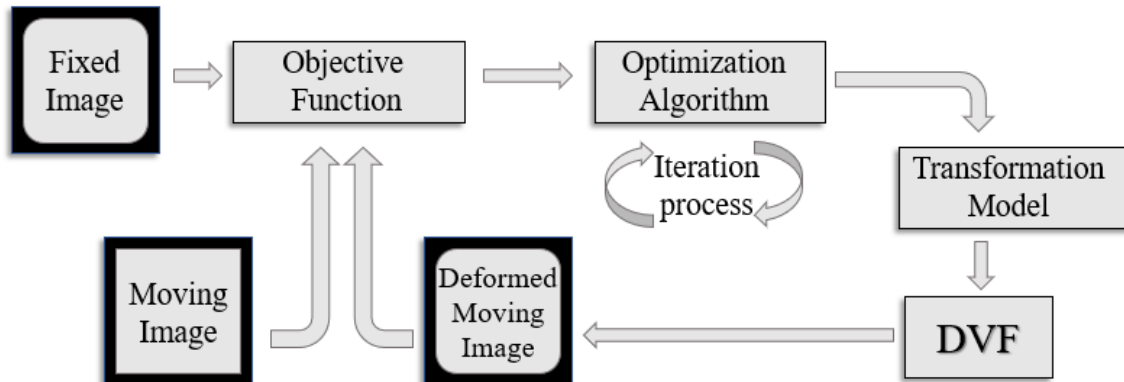 Fixed
Image
Objective
Function
Optimization
Algorithm
Iteration
process
Transformation
Model
Moving
Image
Deformed
Moving
Image
DVF